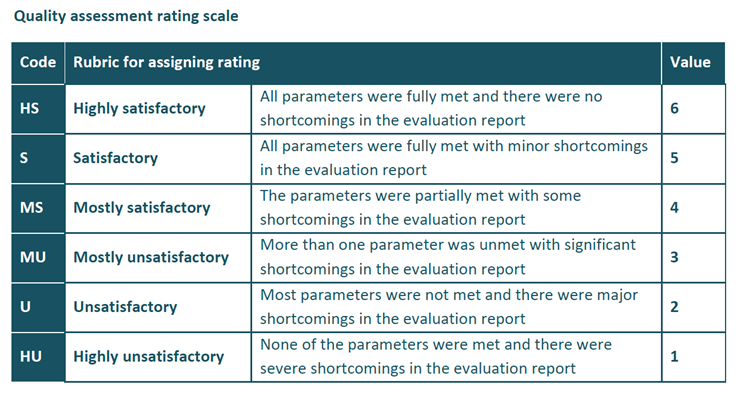 Quality assessment rating scale
Code Rubric for assigning rating Value
HS Highly satisfactory All parameters were fully met and there were no
shortcomings in the evaluation report 6
S Satisfactory All parameters were fully met with minor shortcomings
in the evaluation report 5
MS Mostly satisfactory The parameters were partially met with some
shortcomings in the evaluation report 4
MU Mostly unsatisfactory More than one parameter was unmet with significant
shortcomings in the evaluation report 3
U Unsatisfactory Most parameters were not met and there were major
shortcomings in the evaluation report 2
HU Highly unsatisfactory None of the parameters were met and there were
severe shortcomings in the evaluation report 1